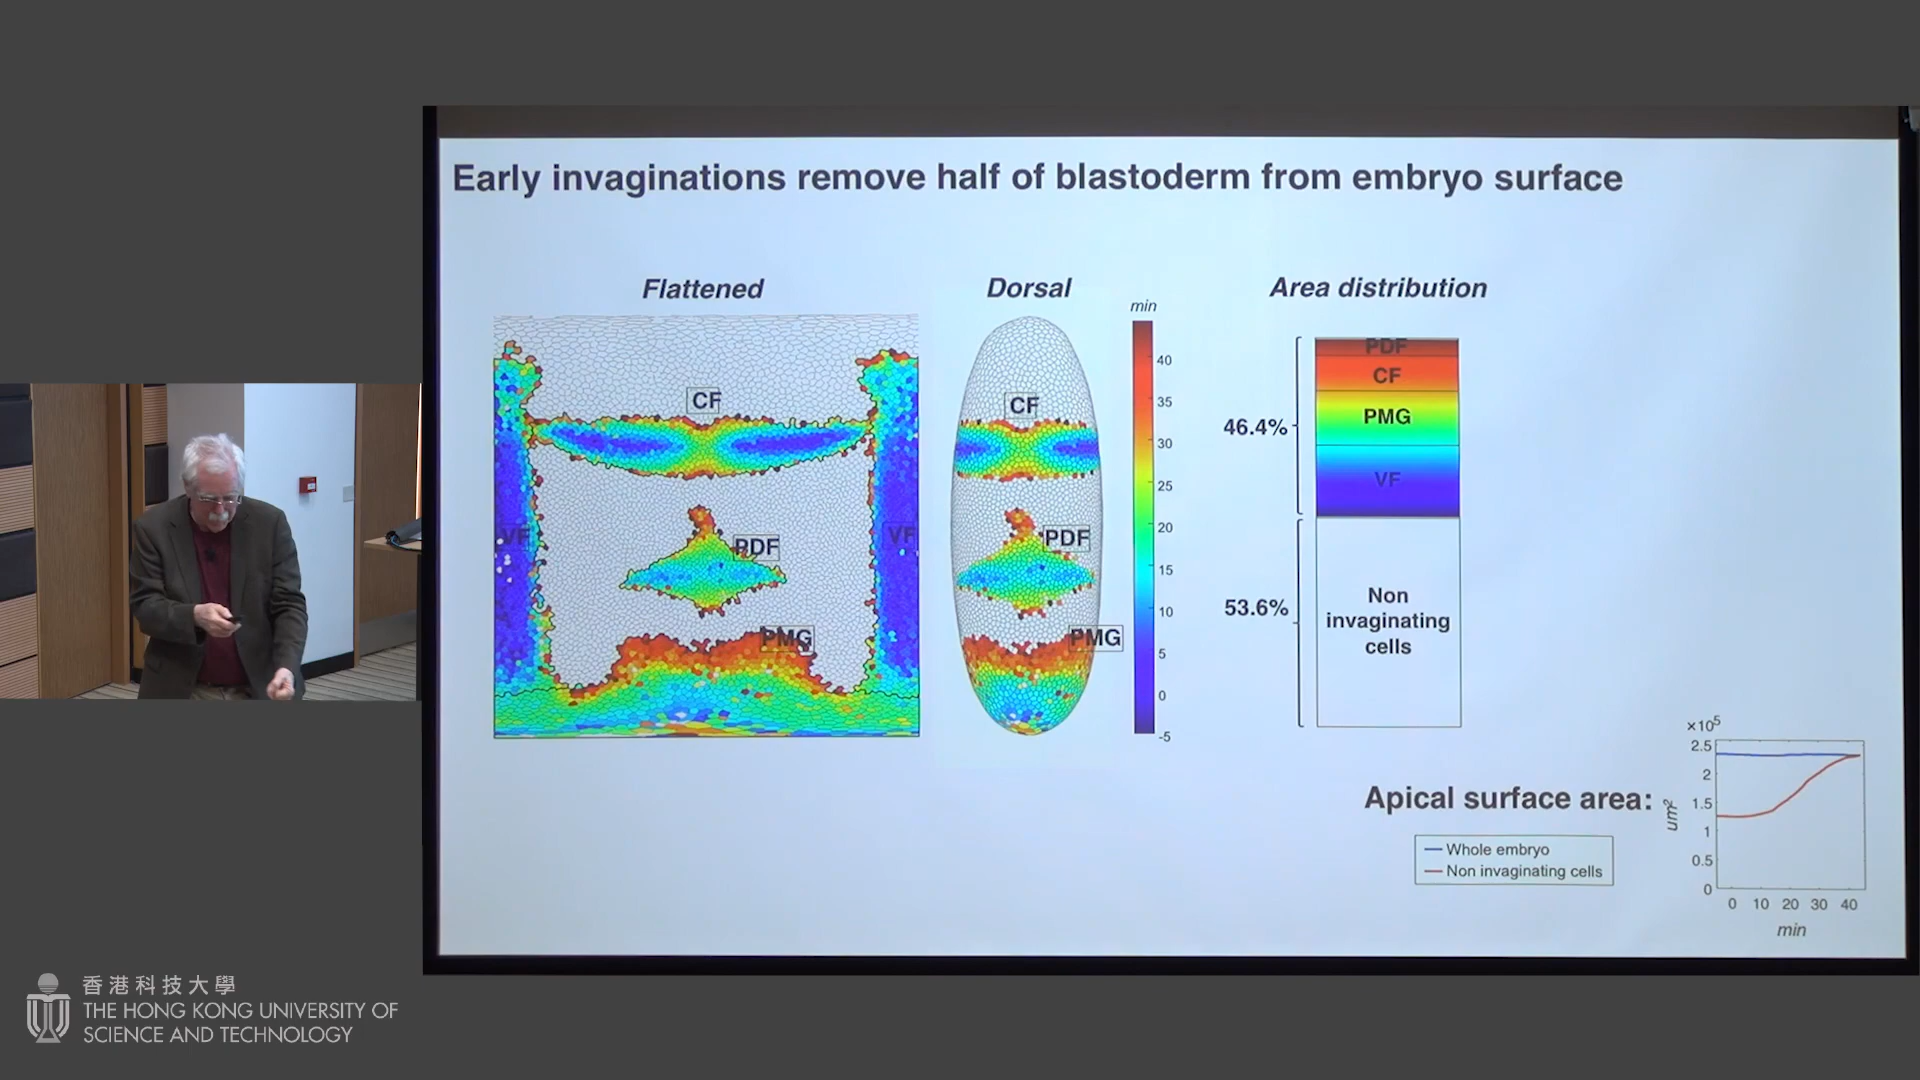 Early invaginations remove half of blastoderm from embryo surface
Flattened
Dorsal
Area distribution
min
CF
VF
VF
PDF
PMG
CF
PDF
PMG
40
35
30
25
20
15
10
5
0
-5
46.4%
53.6%
PDF
CF
PMG
VF
Non
invaginating
cells
Apical surface area:
Whole embryo
Non invaginating cells
×10⁵
2.5
2
1.5
1
0.5
0
um²
0 10 20 30 40
min
香港科技大學
THE HONG KONG UNIVERSITY OF
SCIENCE AND TECHNOLOGY